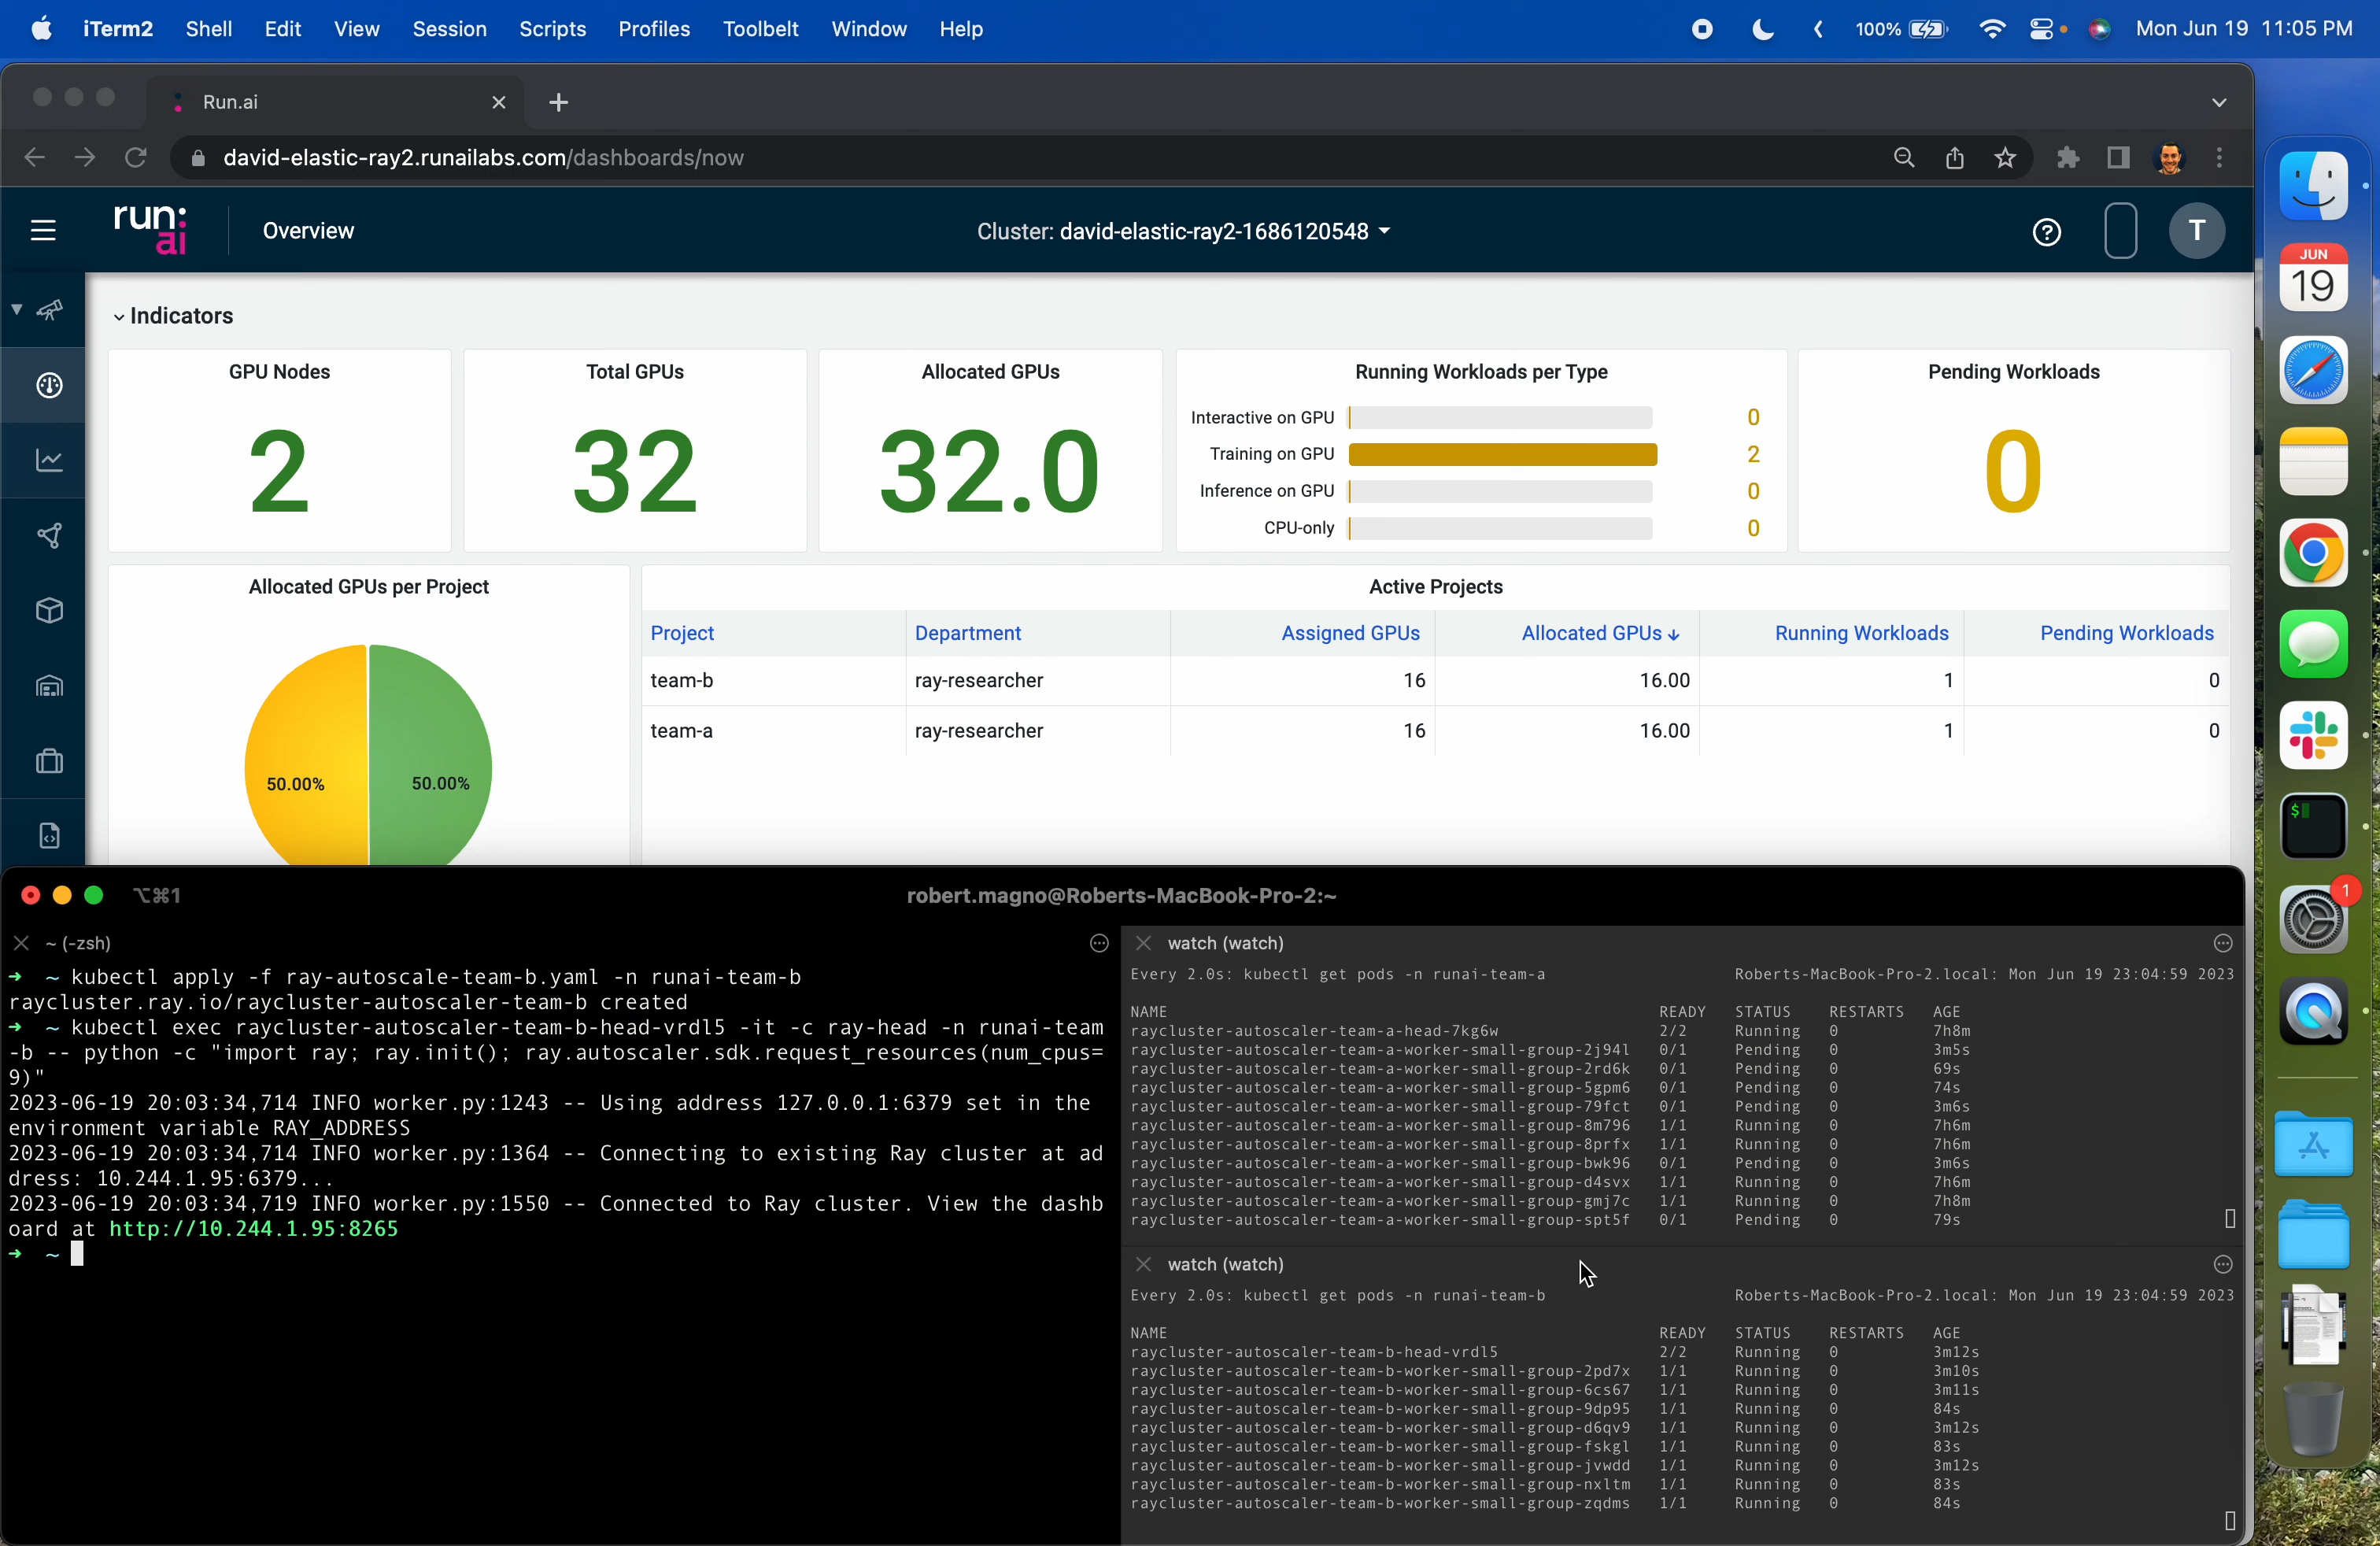 iTerm2 Shell Edit View Session Scripts Profiles Toolbelt Window Help 100% Mon Jun 19 11:05 PM
Run.ai
david-elastic-ray2.runailabs.com/dashboards/now
run: ai Overview Cluster: david-elastic-ray2-1686120548 T
Indicators
GPU Nodes
2
Total GPUs
32
Allocated GPUs
32.0
Running Workloads per Type
Interactive on GPU 0
Training on GPU 2
Inference on GPU 0
CPU-only 0
Pending Workloads
0
Allocated GPUs per Project
50.00% 50.00%
Active Projects
Project Department Assigned GPUs Allocated GPUs Running Workloads Pending Workloads
team-b ray-researcher 16 16.00 1 0
team-a ray-researcher 16 16.00 1 0
⌥⌘1 robert.magno@Roberts-MacBook-Pro-2:~
~ (-zsh)
➜ ~ kubectl apply -f ray-autoscale-team-b.yaml -n runai-team-b
raycluster.ray.io/raycluster-autoscaler-team-b created
➜ ~ kubectl exec raycluster-autoscaler-team-b-head-vrdl5 -it -c ray-head -n runai-team
-b -- python -c "import ray; ray.init(); ray.autoscaler.sdk.request_resources(num_cpus=
9)"
2023-06-19 20:03:34,714 INFO worker.py:1243 -- Using address 127.0.0.1:6379 set in the
environment variable RAY_ADDRESS
2023-06-19 20:03:34,714 INFO worker.py:1364 -- Connecting to existing Ray cluster at ad
dress: 10.244.1.95:6379...
2023-06-19 20:03:34,719 INFO worker.py:1550 -- Connected to Ray cluster. View the dashb
oard at http://10.244.1.95:8265
➜ ~
watch (watch)
Every 2.0s: kubectl get pods -n runai-team-a Roberts-MacBook-Pro-2.local: Mon Jun 19 23:04:59 2023
NAME READY STATUS RESTARTS AGE
raycluster-autoscaler-team-a-head-7kg6w 2/2 Running 0 7h8m
raycluster-autoscaler-team-a-worker-small-group-2j94l 0/1 Pending 0 3m5s
raycluster-autoscaler-team-a-worker-small-group-2rd6k 0/1 Pending 0 69s
raycluster-autoscaler-team-a-worker-small-group-5gpm6 0/1 Pending 0 74s
raycluster-autoscaler-team-a-worker-small-group-79fct 0/1 Pending 0 3m6s
raycluster-autoscaler-team-a-worker-small-group-8m796 1/1 Running 0 7h6m
raycluster-autoscaler-team-a-worker-small-group-8prfx 1/1 Running 0 7h6m
raycluster-autoscaler-team-a-worker-small-group-bwk96 0/1 Pending 0 3m6s
raycluster-autoscaler-team-a-worker-small-group-d4svx 1/1 Running 0 7h6m
raycluster-autoscaler-team-a-worker-small-group-gmj7c 1/1 Running 0 7h8m
raycluster-autoscaler-team-a-worker-small-group-spt5f 0/1 Pending 0 79s
watch (watch)
Every 2.0s: kubectl get pods -n runai-team-b Roberts-MacBook-Pro-2.local: Mon Jun 19 23:04:59 2023
NAME READY STATUS RESTARTS AGE
raycluster-autoscaler-team-b-head-vrdl5 2/2 Running 0 3m12s
raycluster-autoscaler-team-b-worker-small-group-2pd7x 1/1 Running 0 3m10s
raycluster-autoscaler-team-b-worker-small-group-6cs67 1/1 Running 0 3m11s
raycluster-autoscaler-team-b-worker-small-group-9dp95 1/1 Running 0 84s
raycluster-autoscaler-team-b-worker-small-group-d6qv9 1/1 Running 0 3m12s
raycluster-autoscaler-team-b-worker-small-group-fskgl 1/1 Running 0 83s
raycluster-autoscaler-team-b-worker-small-group-jvwdd 1/1 Running 0 3m12s
raycluster-autoscaler-team-b-worker-small-group-nxltm 1/1 Running 0 83s
raycluster-autoscaler-team-b-worker-small-group-zqdms 1/1 Running 0 84s
JUN
19
$
1